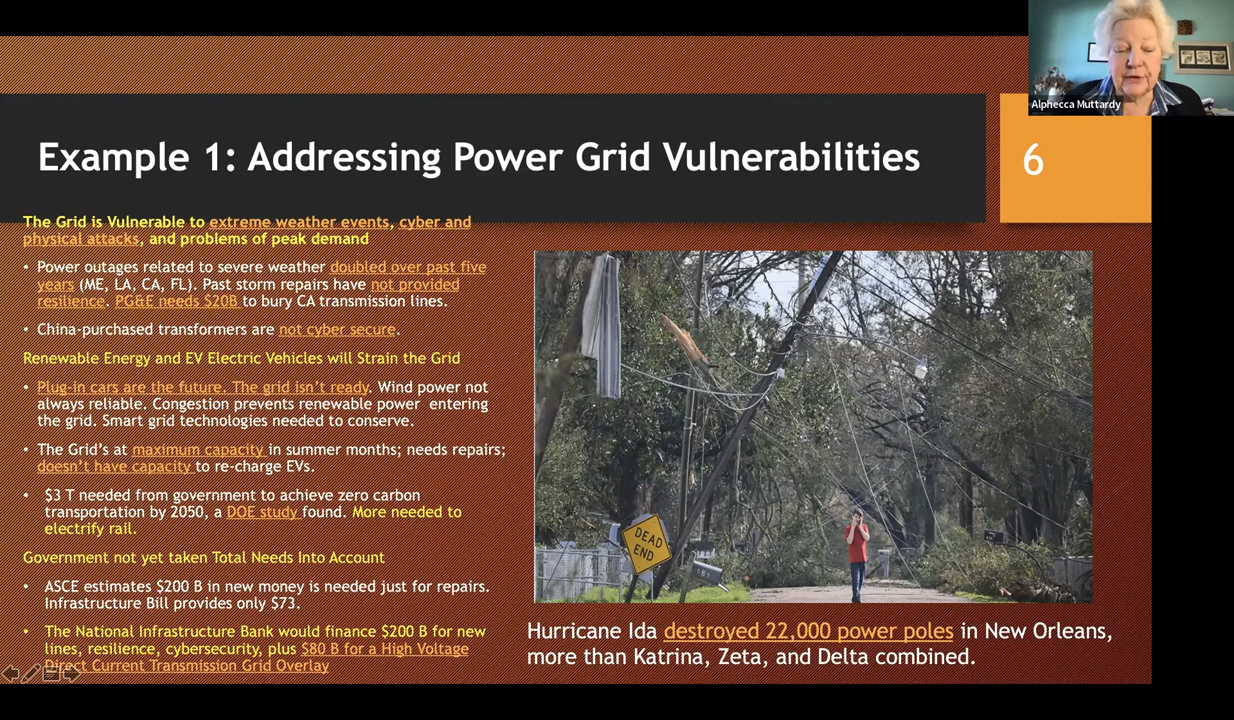 Alphecca Muttardy
Example 1: Addressing Power Grid Vulnerabilities
6
The Grid is Vulnerable to extreme weather events, cyber and
physical attacks, and problems of peak demand
• Power outages related to severe weather doubled over past five
years (ME, LA, CA, FL). Past storm repairs have not provided
resilience. PG&E needs $20B to bury CA transmission lines.
• China-purchased transformers are not cyber secure.
Renewable Energy and EV Electric Vehicles will Strain the Grid
• Plug-in cars are the future. The grid isn't ready. Wind power not
always reliable. Congestion prevents renewable power entering
the grid. Smart grid technologies needed to conserve.
• The Grid's at maximum capacity in summer months; needs repairs;
doesn't have capacity to re-charge EVs.
• $3 T needed from government to achieve zero carbon
transportation by 2050, a DOE study found. More needed to
electrify rail.
Government not yet taken Total Needs Into Account
• ASCE estimates $200 B in new money is needed just for repairs.
Infrastructure Bill provides only $73.
• The National Infrastructure Bank would finance $200 B for new
lines, resilience, cybersecurity, plus $80 B for a High Voltage
Direct Current Transmission Grid Overlay
DEAD
END
Hurricane Ida destroyed 22,000 power poles in New Orleans,
more than Katrina, Zeta, and Delta combined.